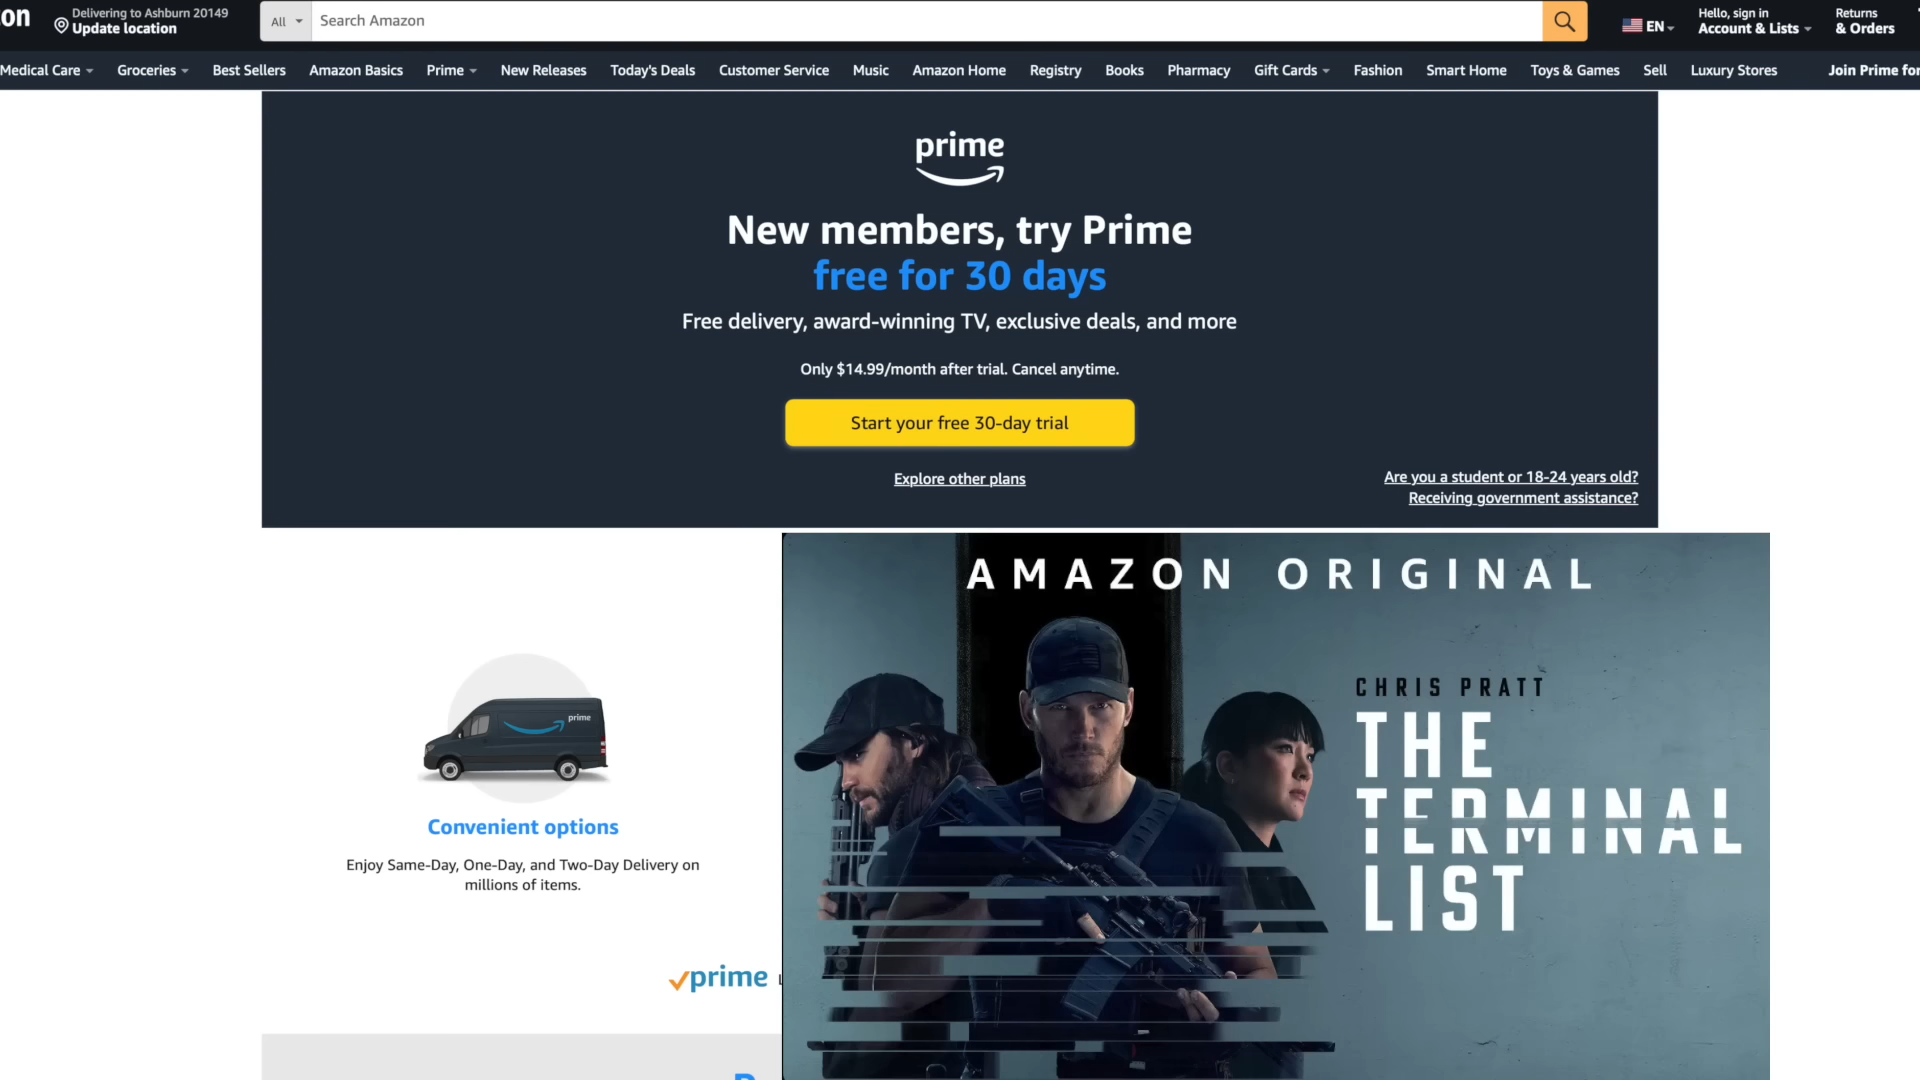 on
Delivering to Ashburn 20149
Update location
All
Search Amazon
EN
Hello, sign in
Account & Lists
Returns
& Orders
Medical Care
Groceries
Best Sellers
Amazon Basics
Prime
New Releases
Today's Deals
Customer Service
Music
Amazon Home
Registry
Books
Pharmacy
Gift Cards
Fashion
Smart Home
Toys & Games
Sell
Luxury Stores
Join Prime for
prime
New members, try Prime
free for 30 days
Free delivery, award-winning TV, exclusive deals, and more
Only $14.99/month after trial. Cancel anytime.
Start your free 30-day trial
Explore other plans
Are you a student or 18-24 years old?
Receiving government assistance?
AMAZON ORIGINAL
CHRIS PRATT
THE
TERMINAL
LIST
prime
Convenient options
Enjoy Same-Day, One-Day, and Two-Day Delivery on
millions of items.
prime